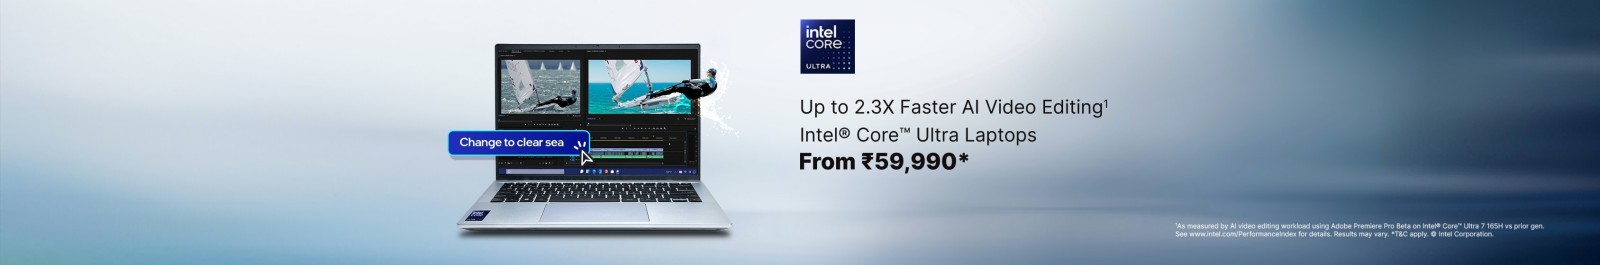 intel
CORE
ULTRA
Up to 2.3X Faster AI Video Editing¹
Intel® Core™ Ultra Laptops
From ₹59,990*
Change to clear sea
intel
¹As measured by AI video editing workload using Adobe Premiere Pro Beta on Intel® Core™ Ultra 7 165H vs prior gen.
See www.intel.com/PerformanceIndex for details. Results may vary. *T&C apply. © Intel Corporation.